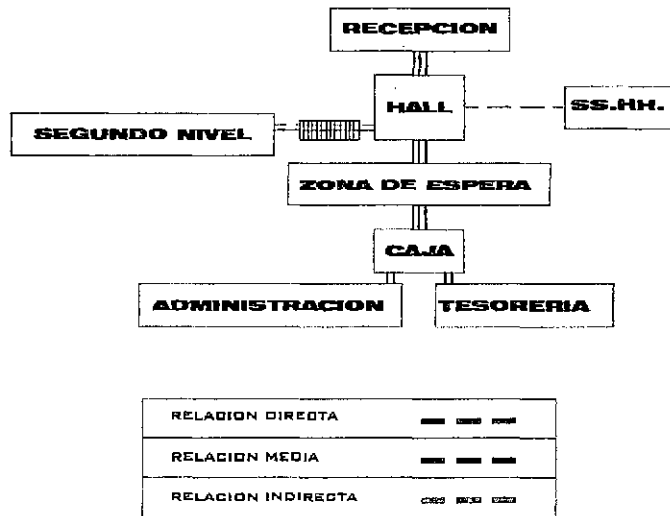 RECEPCION
HALL
SS.HH.
SEGUNDO NIVEL
ZONA DE ESPERA
CAJA
ADMINISTRACION
TESORERIA
RELACION DIRECTA
RELACION MEDIA
RELACION INDIRECTA